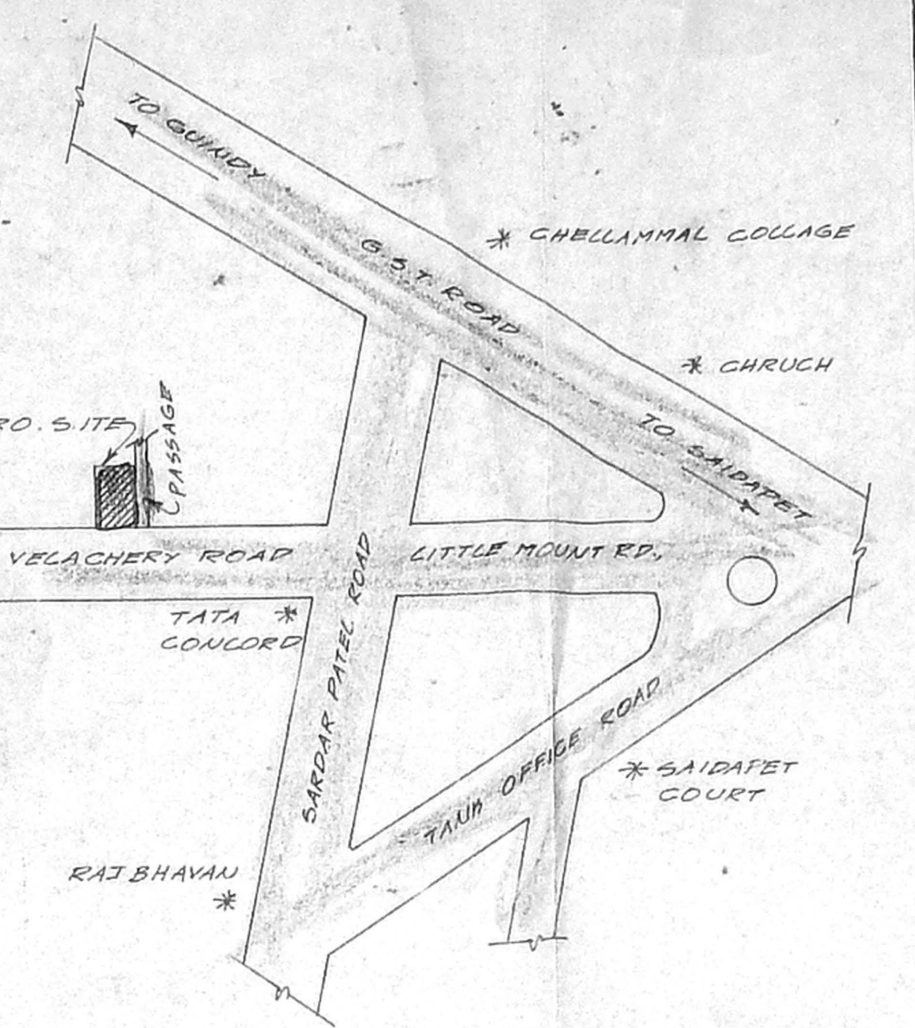 TO GUINDY
G.S.T. ROAD
* CHELLAMMAL COLLAGE
* CHRUCH
TO SAIDAPET
RO. SITE
PASSAGE
VELACHERY ROAD
LITTLE MOUNT RD.,
TATA *
CONCORD
SARDAR PATEL ROAD
TANK OFFICE ROAD
* SAIDAPET
COURT
RAJ BHAVAN
*